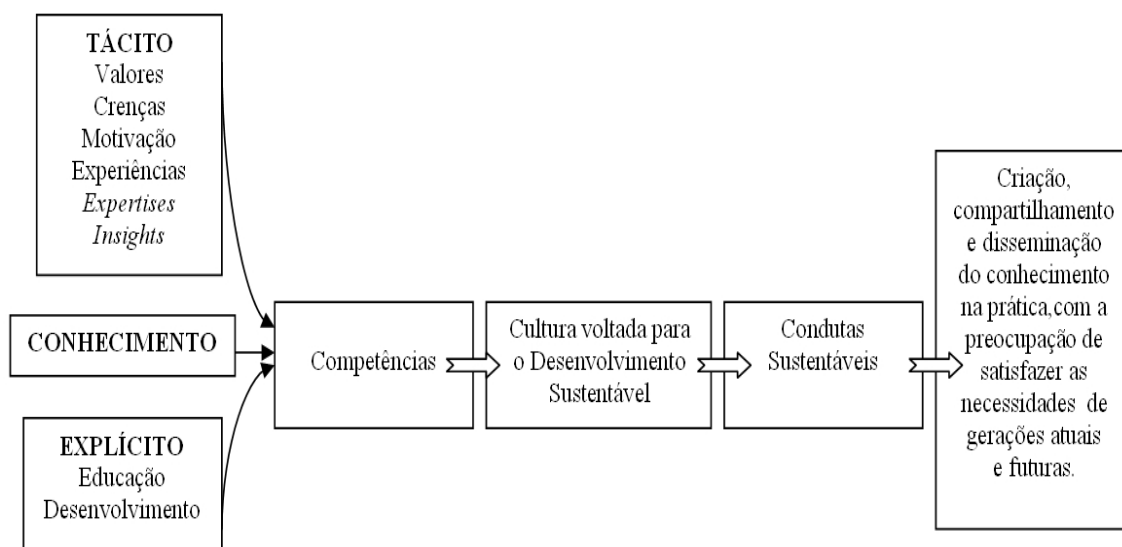 TÁCITO
Valores
Crenças
Motivação
Experiências
Expertises
Insights
CONHECIMENTO
EXPLÍCITO
Educação
Desenvolvimento
Competências
Cultura voltada para
o Desenvolvimento
Sustentável
Condutas
Sustentáveis
Criação,
compartilhamento
e disseminação
do conhecimento
na prática,com a
preocupação de
satisfazer as
necessidades de
gerações atuais
e futuras.